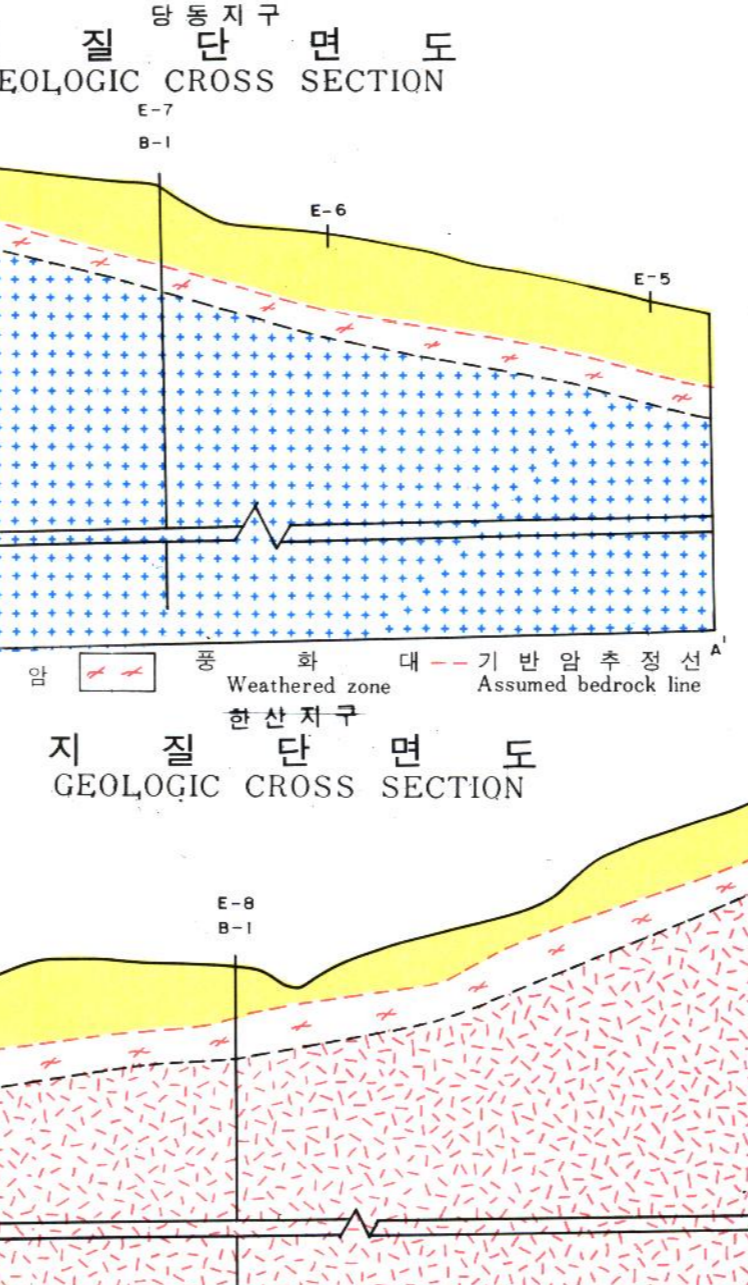 당동지구
질 단 면 도
EOLOGIC CROSS SECTION
E-7
B-1
E-6
E-5
A'
암 풍 화 대 기 반 암 추 정 선
Weathered zone Assumed bedrock line
한산지구
지 질 단 면 도
GEOLOGIC CROSS SECTION
E-8
B-1